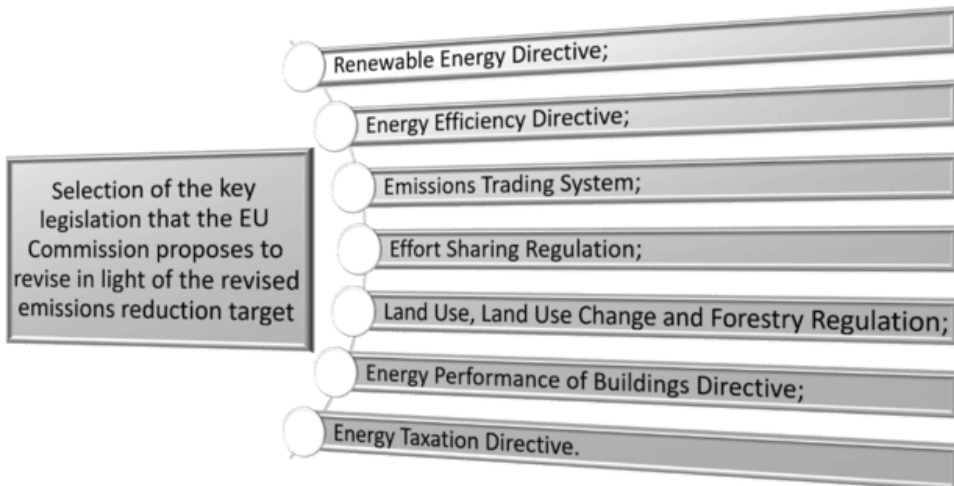 Selection of the key
legislation that the EU
Commission proposes to
revise in light of the revised
emissions reduction target
Renewable Energy Directive;
Energy Efficiency Directive;
Emissions Trading System;
Effort Sharing Regulation;
Land Use, Land Use Change and Forestry Regulation;
Energy Performance of Buildings Directive;
Energy Taxation Directive.